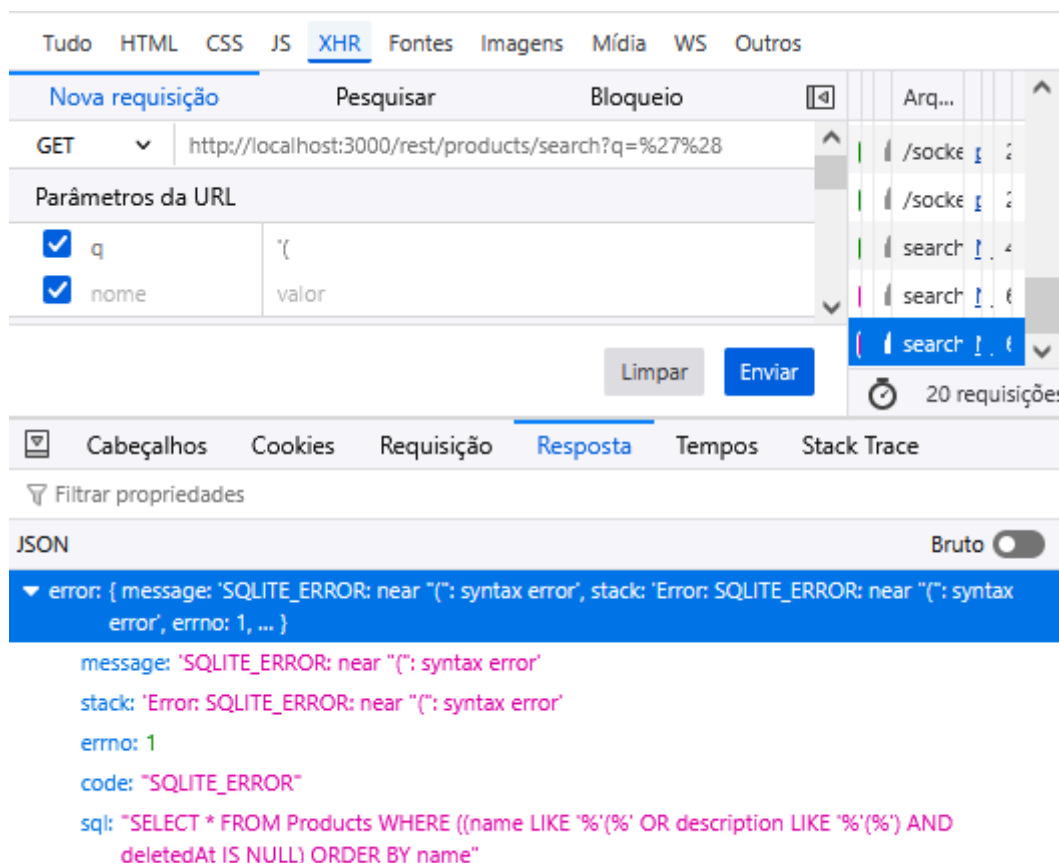 Tudo HTML CSS JS XHR Fontes Imagens Mídia WS Outros
Nova requisição Pesquisar Bloqueio Arq...
GET http://localhost:3000/rest/products/search?q=%27%28
/socke
Parâmetros da URL
/socke
q '(
search
nome valor
search
search
Limpar Enviar
20 requisições
Cabeçalhos Cookies Requisição Resposta Tempos Stack Trace
Filtrar propriedades
JSON Bruto
error: { message: 'SQLITE_ERROR: near "(": syntax error', stack: 'Error: SQLITE_ERROR: near "(": syntax
error', errno: 1, ... }
message: 'SQLITE_ERROR: near "(": syntax error'
stack: 'Error: SQLITE_ERROR: near "(": syntax error'
errno: 1
code: "SQLITE_ERROR"
sql: "SELECT * FROM Products WHERE ((name LIKE '%'(%' OR description LIKE '%'(%') AND
deletedAt IS NULL) ORDER BY name"